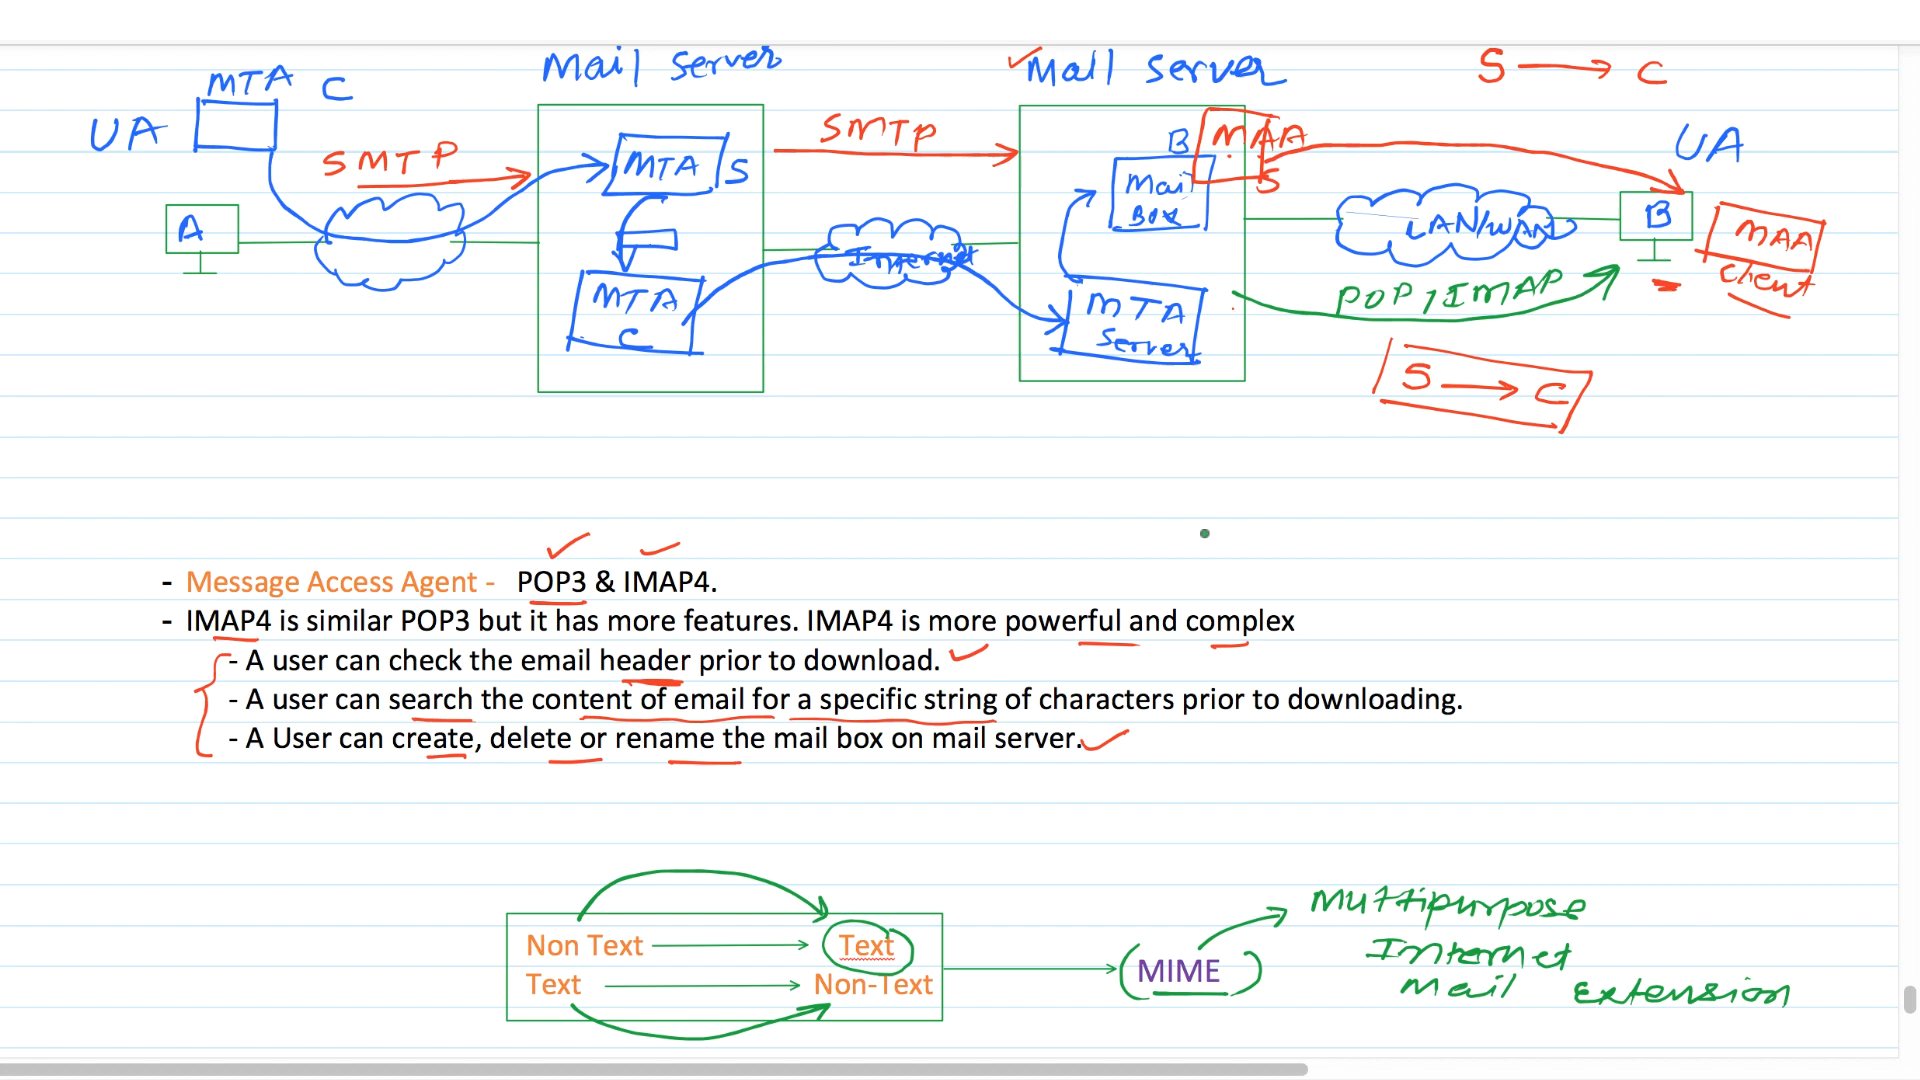 Mail Server
Mail Server
S → C
MTA C
UA
SMTP
MTA S
SMTP
B
MAA
S
UA
A
Mail
Box
Internet
LAN/WAN
B
MAA
Client
MTA
C
MTA
Server
POP, IMAP
S → C
- Message Access Agent - POP3 & IMAP4.
- IMAP4 is similar POP3 but it has more features. IMAP4 is more powerful and complex
- A user can check the email header prior to download.
- A user can search the content of email for a specific string of characters prior to downloading.
- A User can create, delete or rename the mail box on mail server.
Non Text → Text
Text → Non-Text
(MIME)
Multipurpose
Internet
Mail Extension